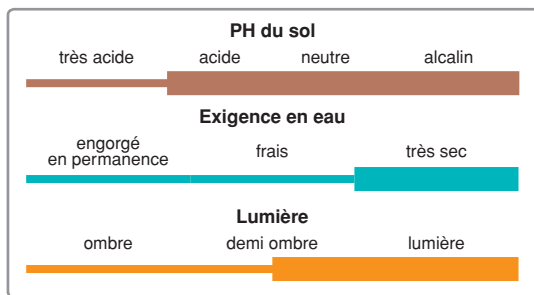 PH du sol
très acide acide neutre alcalin
Exigence en eau
engorgé
en permanence frais très sec
Lumière
ombre demi ombre lumière